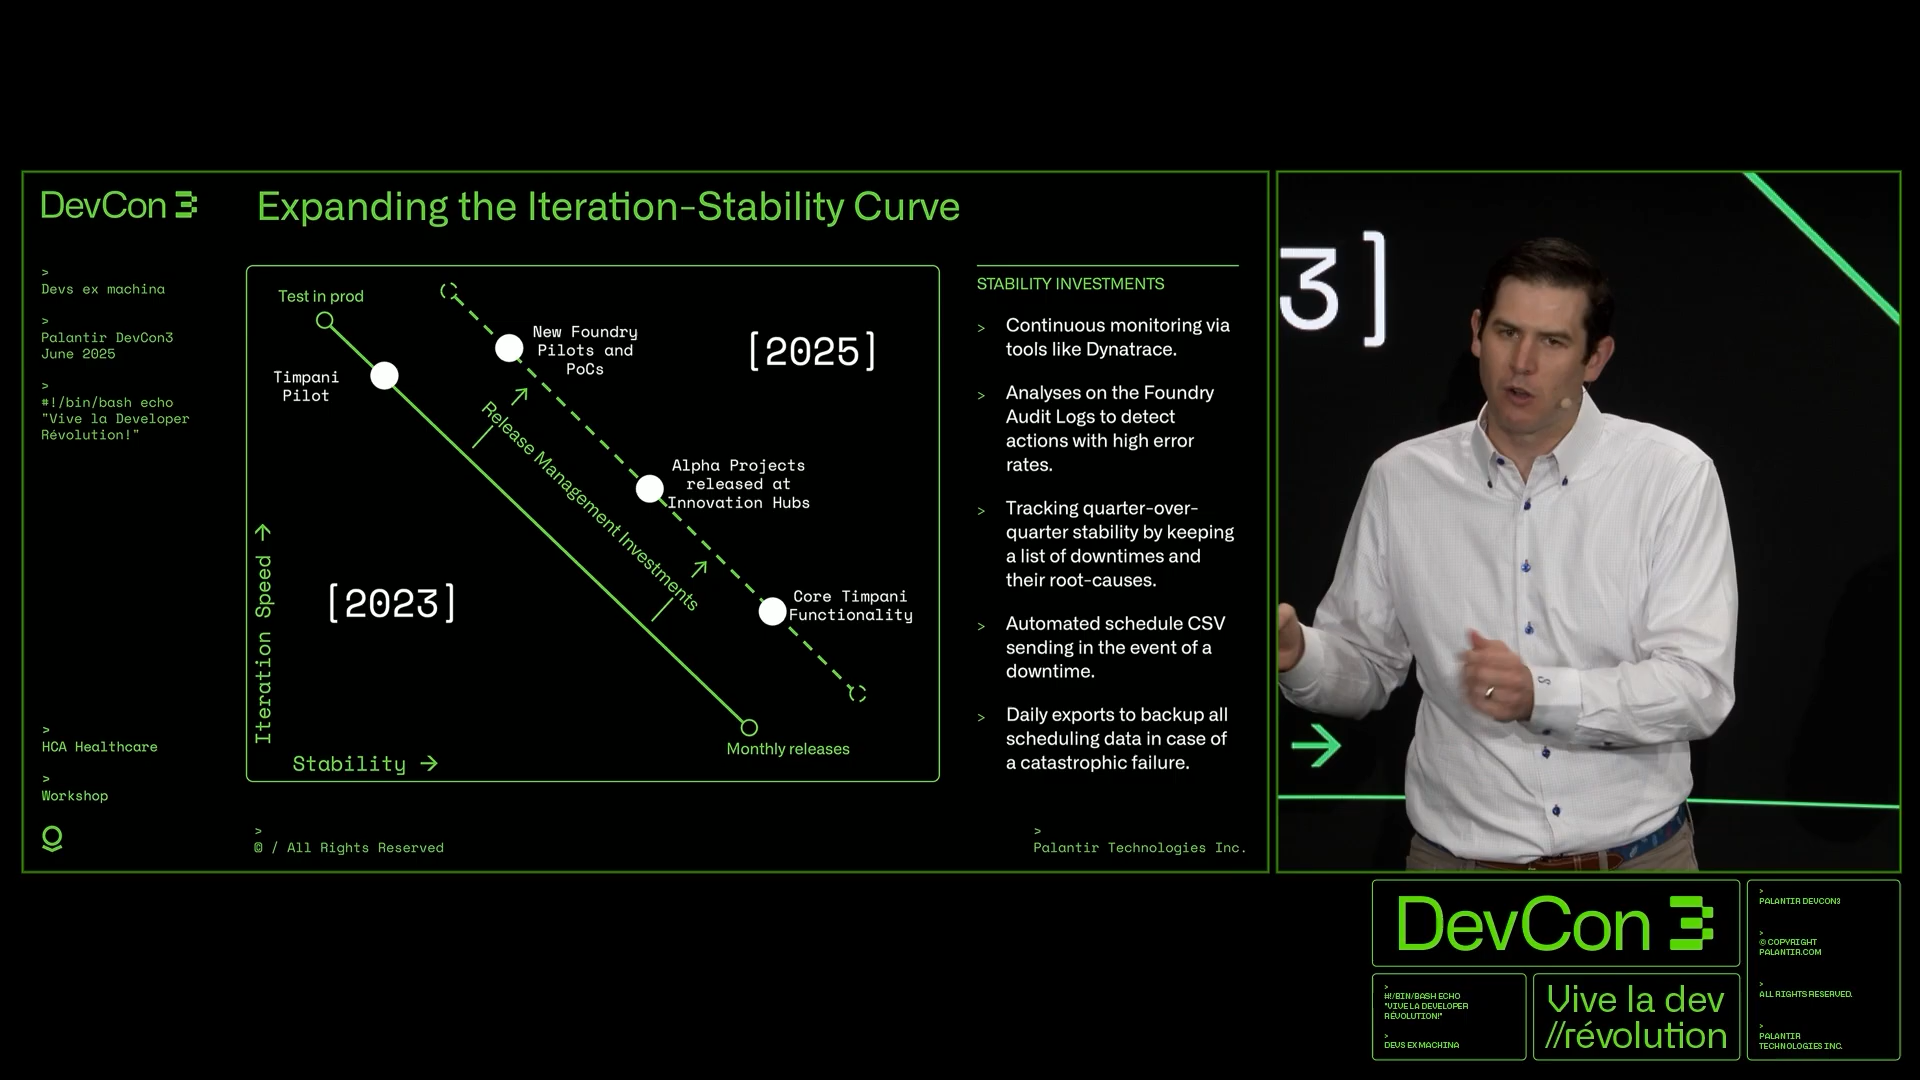 DevCon 3
Expanding the Iteration-Stability Curve
>
Devs ex machina
>
Palantir DevCon3
June 2025
>
#!/bin/bash echo
"Vive la Developer
Révolution!"
>
HCA Healthcare
>
Workshop
Test in prod
Timpani
Pilot
New Foundry
Pilots and
PoCs
[2025]
Release Management Investments
Alpha Projects
released at
Innovation Hubs
[2023]
Core Timpani
Functionality
Iteration Speed →
Stability →
Monthly releases
STABILITY INVESTMENTS
> Continuous monitoring via
tools like Dynatrace.
> Analyses on the Foundry
Audit Logs to detect
actions with high error
rates.
> Tracking quarter-over-
quarter stability by keeping
a list of downtimes and
their root-causes.
> Automated schedule CSV
sending in the event of a
downtime.
> Daily exports to backup all
scheduling data in case of
a catastrophic failure.
>
© / All Rights Reserved
>
Palantir Technologies Inc.
3]
→
DevCon 3
>
#!/BIN/BASH ECHO
"VIVE LA DEVELOPER
RÉVOLUTION!"
>
DEVS EX MACHINA
Vive la dev
//révolution
>
PALANTIR DEVCON3
>
© COPYRIGHT
PALANTIR.COM
>
ALL RIGHTS RESERVED.
>
PALANTIR
TECHNOLOGIES INC.